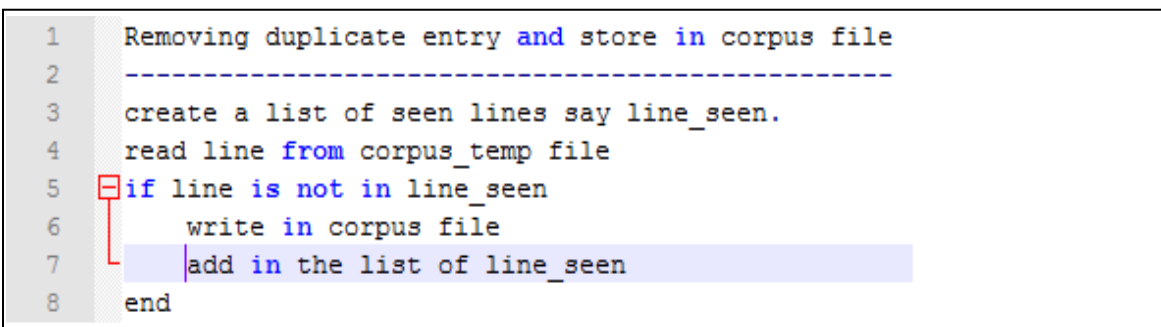 1 Removing duplicate entry and store in corpus file
2 -------------------------------------------------
3 create a list of seen lines say line_seen.
4 read line from corpus_temp file
5 if line is not in line_seen
6 write in corpus file
7 add in the list of line_seen
8 end